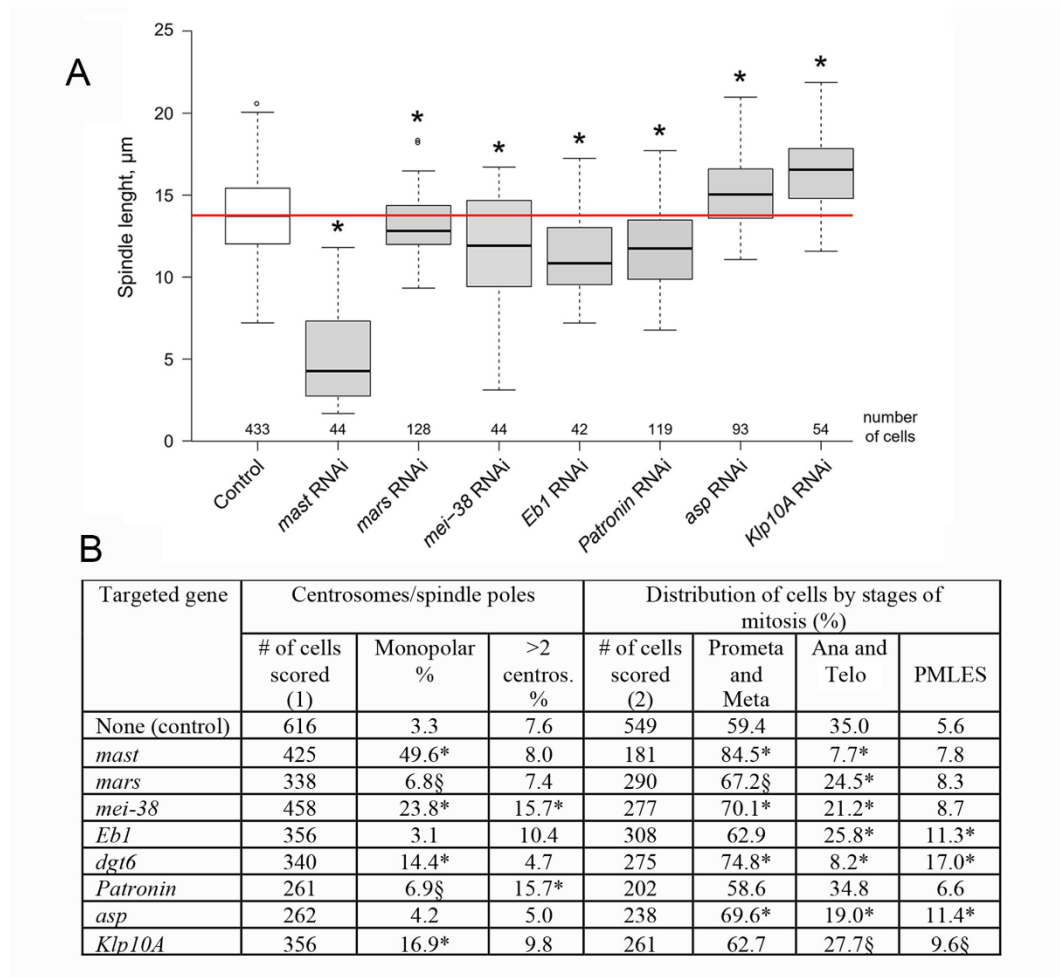 A
Spindle lenght, µm
25
20
15
10
5
0
* * * * * * *
433 44 128 44 42 119 93 54
number
of cells
Control
mast RNAi
mars RNAi
mei−38 RNAi
Eb1 RNAi
Patronin RNAi
asp RNAi
Klp10A RNAi
B
Targeted gene Centrosomes/spindle poles Distribution of cells by stages of
mitosis (%)
# of cells scored (1) Monopolar % >2 centros. % # of cells scored (2) Prometa and Meta Ana and Telo PMLES
None (control) 616 3.3 7.6 549 59.4 35.0 5.6
mast 425 49.6* 8.0 181 84.5* 7.7* 7.8
mars 338 6.8§ 7.4 290 67.2§ 24.5* 8.3
mei-38 458 23.8* 15.7* 277 70.1* 21.2* 8.7
Eb1 356 3.1 10.4 308 62.9 25.8* 11.3*
dgt6 340 14.4* 4.7 275 74.8* 8.2* 17.0*
Patronin 261 6.9§ 15.7* 202 58.6 34.8 6.6
asp 262 4.2 5.0 238 69.6* 19.0* 11.4*
Klp10A 356 16.9* 9.8 261 62.7 27.7§ 9.6§